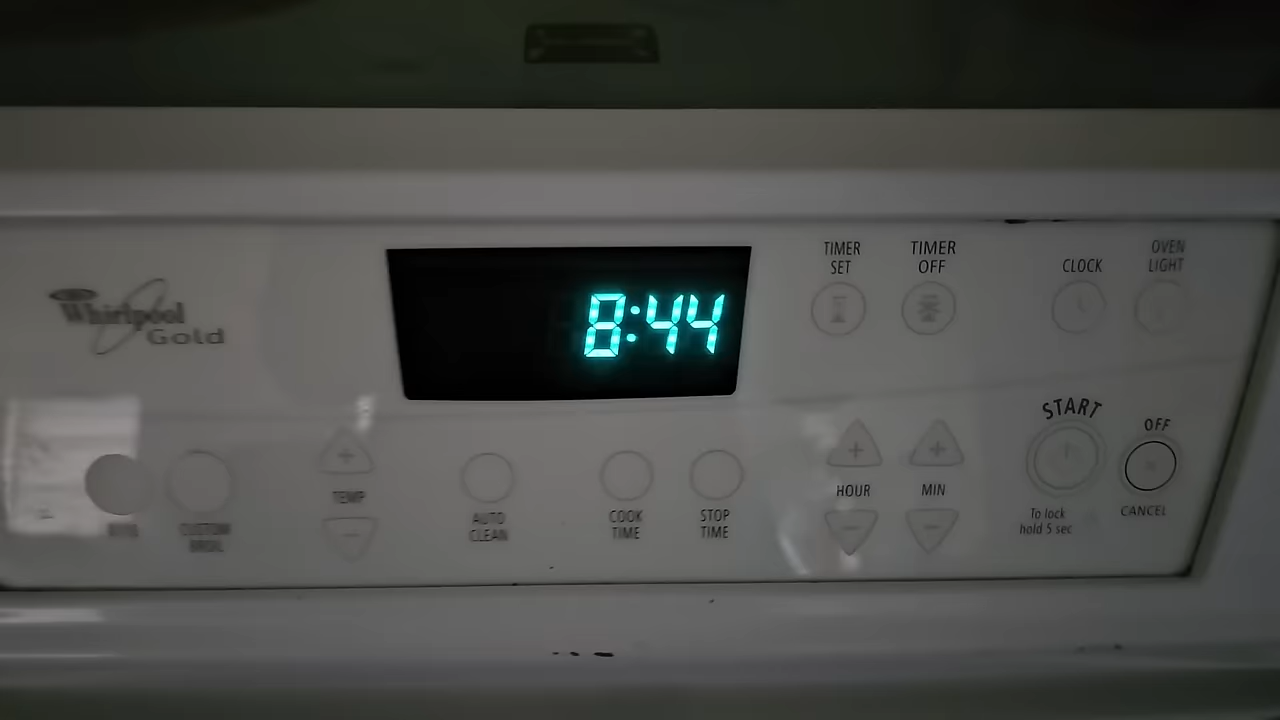 TIMER SET
TIMER OFF
CLOCK
OVEN LIGHT
Whirlpool
Gold
8:44
START
OFF
TEMP
HOUR
MIN
CUSTOM BROIL
AUTO CLEAN
COOK TIME
STOP TIME
To lock
hold 5 sec
CANCEL